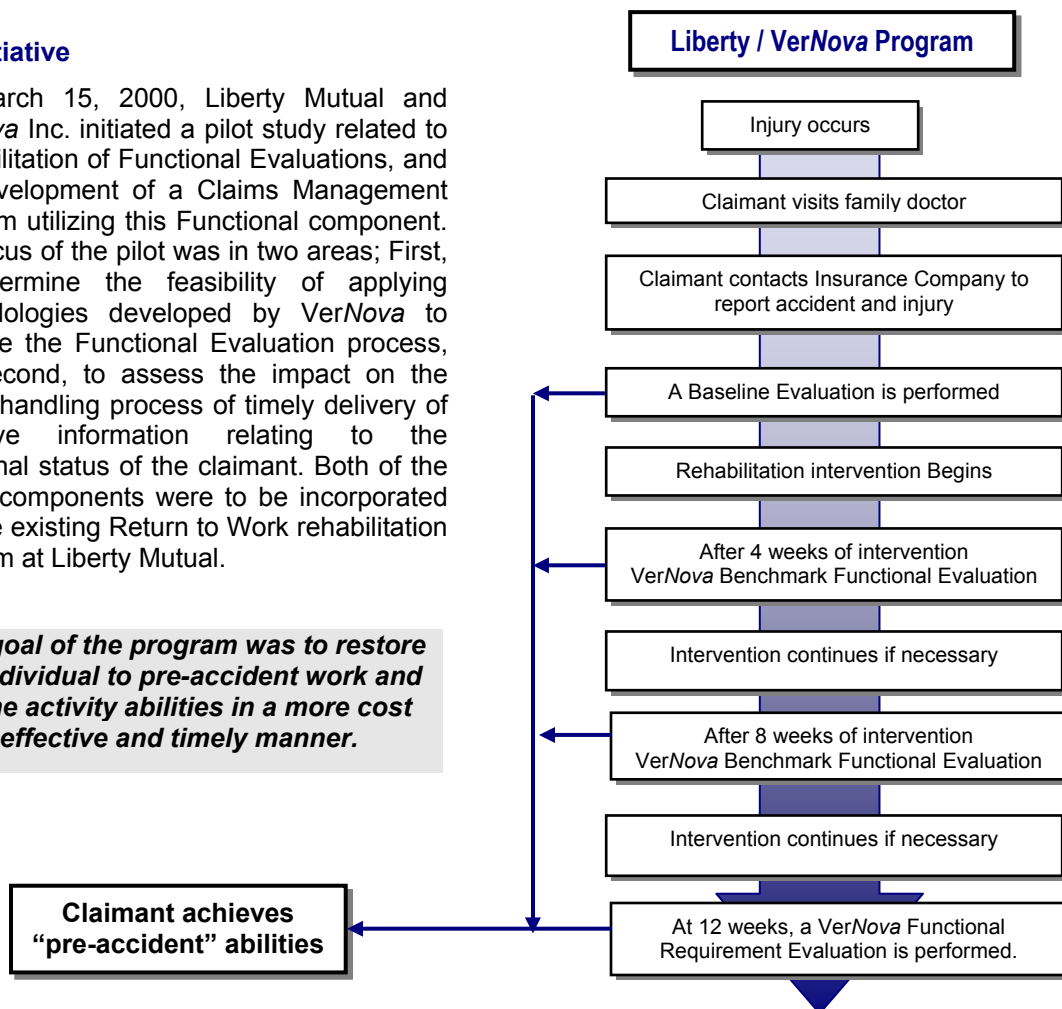 tiative
arch 15, 2000, Liberty Mutual and
va Inc. initiated a pilot study related to
ilitation of Functional Evaluations, and
velopment of a Claims Management
m utilizing this Functional component.
cus of the pilot was in two areas; First,
ermine the feasibility of applying
dologies developed by VerNova to
e the Functional Evaluation process,
econd, to assess the impact on the
handling process of timely delivery of
ve information relating to the
nal status of the claimant. Both of the
components were to be incorporated
e existing Return to Work rehabilitation
m at Liberty Mutual.
goal of the program was to restore
dividual to pre-accident work and
ne activity abilities in a more cost
effective and timely manner.
Liberty / VerNova Program
Injury occurs
Claimant visits family doctor
Claimant contacts Insurance Company to
report accident and injury
A Baseline Evaluation is performed
Rehabilitation intervention Begins
After 4 weeks of intervention
VerNova Benchmark Functional Evaluation
Intervention continues if necessary
After 8 weeks of intervention
VerNova Benchmark Functional Evaluation
Intervention continues if necessary
At 12 weeks, a VerNova Functional
Requirement Evaluation is performed.
Claimant achieves
“pre-accident” abilities